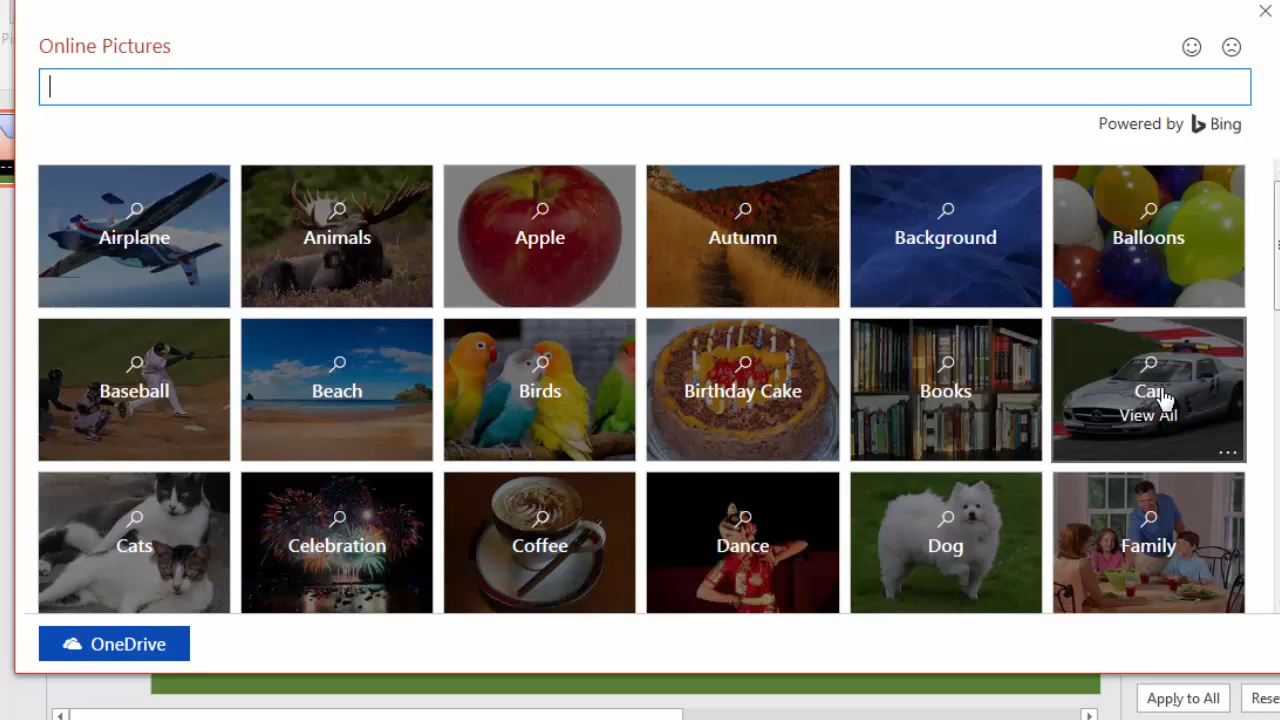 Online Pictures
Powered by Bing
Airplane
Animals
Apple
Autumn
Background
Balloons
Baseball
Beach
Birds
Birthday Cake
Books
View All
Cats
Celebration
Coffee
Dance
Dog
Family
OneDrive
Apply to All